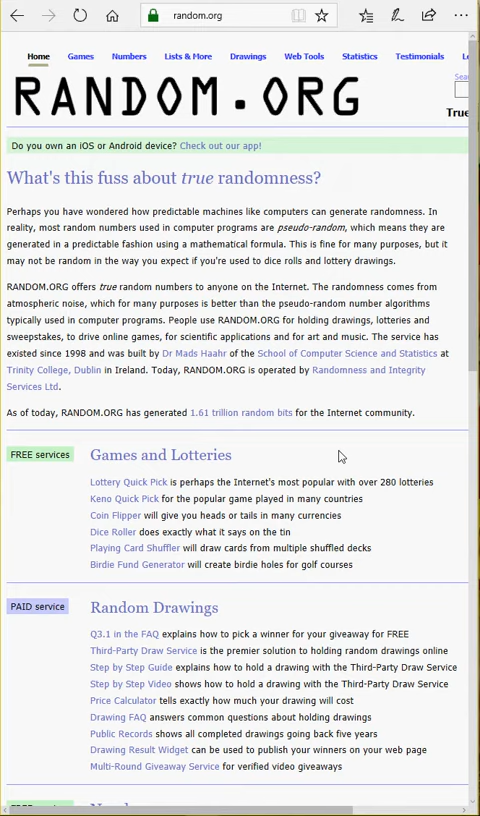 random.org
Home Games Numbers Lists & More Drawings Web Tools Statistics Testimonials
RANDOM.ORG
True
Do you own an iOS or Android device? Check out our app!
What's this fuss about true randomness?
Perhaps you have wondered how predictable machines like computers can generate randomness. In
reality, most random numbers used in computer programs are pseudo-random, which means they are
generated in a predictable fashion using a mathematical formula. This is fine for many purposes, but it
may not be random in the way you expect if you're used to dice rolls and lottery drawings.
RANDOM.ORG offers true random numbers to anyone on the Internet. The randomness comes from
atmospheric noise, which for many purposes is better than the pseudo-random number algorithms
typically used in computer programs. People use RANDOM.ORG for holding drawings, lotteries and
sweepstakes, to drive online games, for scientific applications and for art and music. The service has
existed since 1998 and was built by Dr Mads Haahr of the School of Computer Science and Statistics at
Trinity College, Dublin in Ireland. Today, RANDOM.ORG is operated by Randomness and Integrity
Services Ltd.
As of today, RANDOM.ORG has generated 1.61 trillion random bits for the Internet community.
FREE services
Games and Lotteries
Lottery Quick Pick is perhaps the Internet's most popular with over 280 lotteries
Keno Quick Pick for the popular game played in many countries
Coin Flipper will give you heads or tails in many currencies
Dice Roller does exactly what it says on the tin
Playing Card Shuffler will draw cards from multiple shuffled decks
Birdie Fund Generator will create birdie holes for golf courses
PAID service
Random Drawings
Q3.1 in the FAQ explains how to pick a winner for your giveaway for FREE
Third-Party Draw Service is the premier solution to holding random drawings online
Step by Step Guide explains how to hold a drawing with the Third-Party Draw Service
Step by Step Video shows how to hold a drawing with the Third-Party Draw Service
Price Calculator tells exactly how much your drawing will cost
Drawing FAQ answers common questions about holding drawings
Public Records shows all completed drawings going back five years
Drawing Result Widget can be used to publish your winners on your web page
Multi-Round Giveaway Service for verified video giveaways